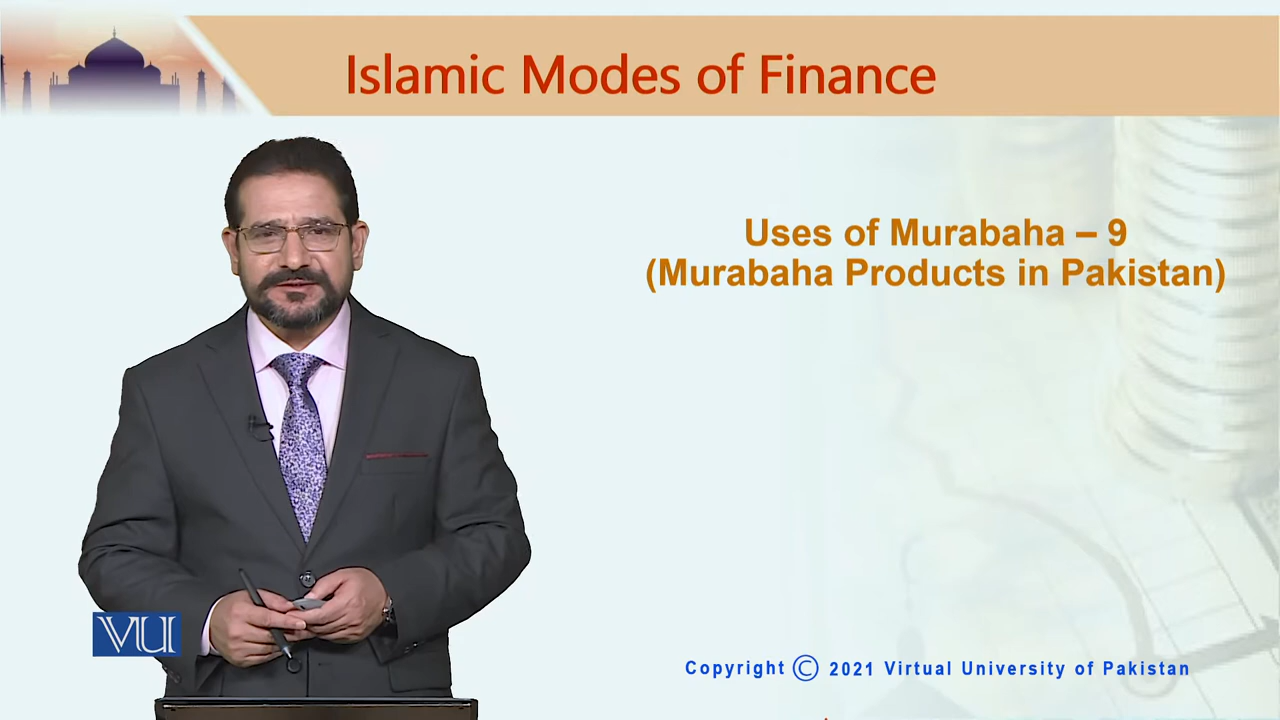 Islamic Modes of Finance
Uses of Murabaha – 9
(Murabaha Products in Pakistan)
VU
Copyright © 2021 Virtual University of Pakistan